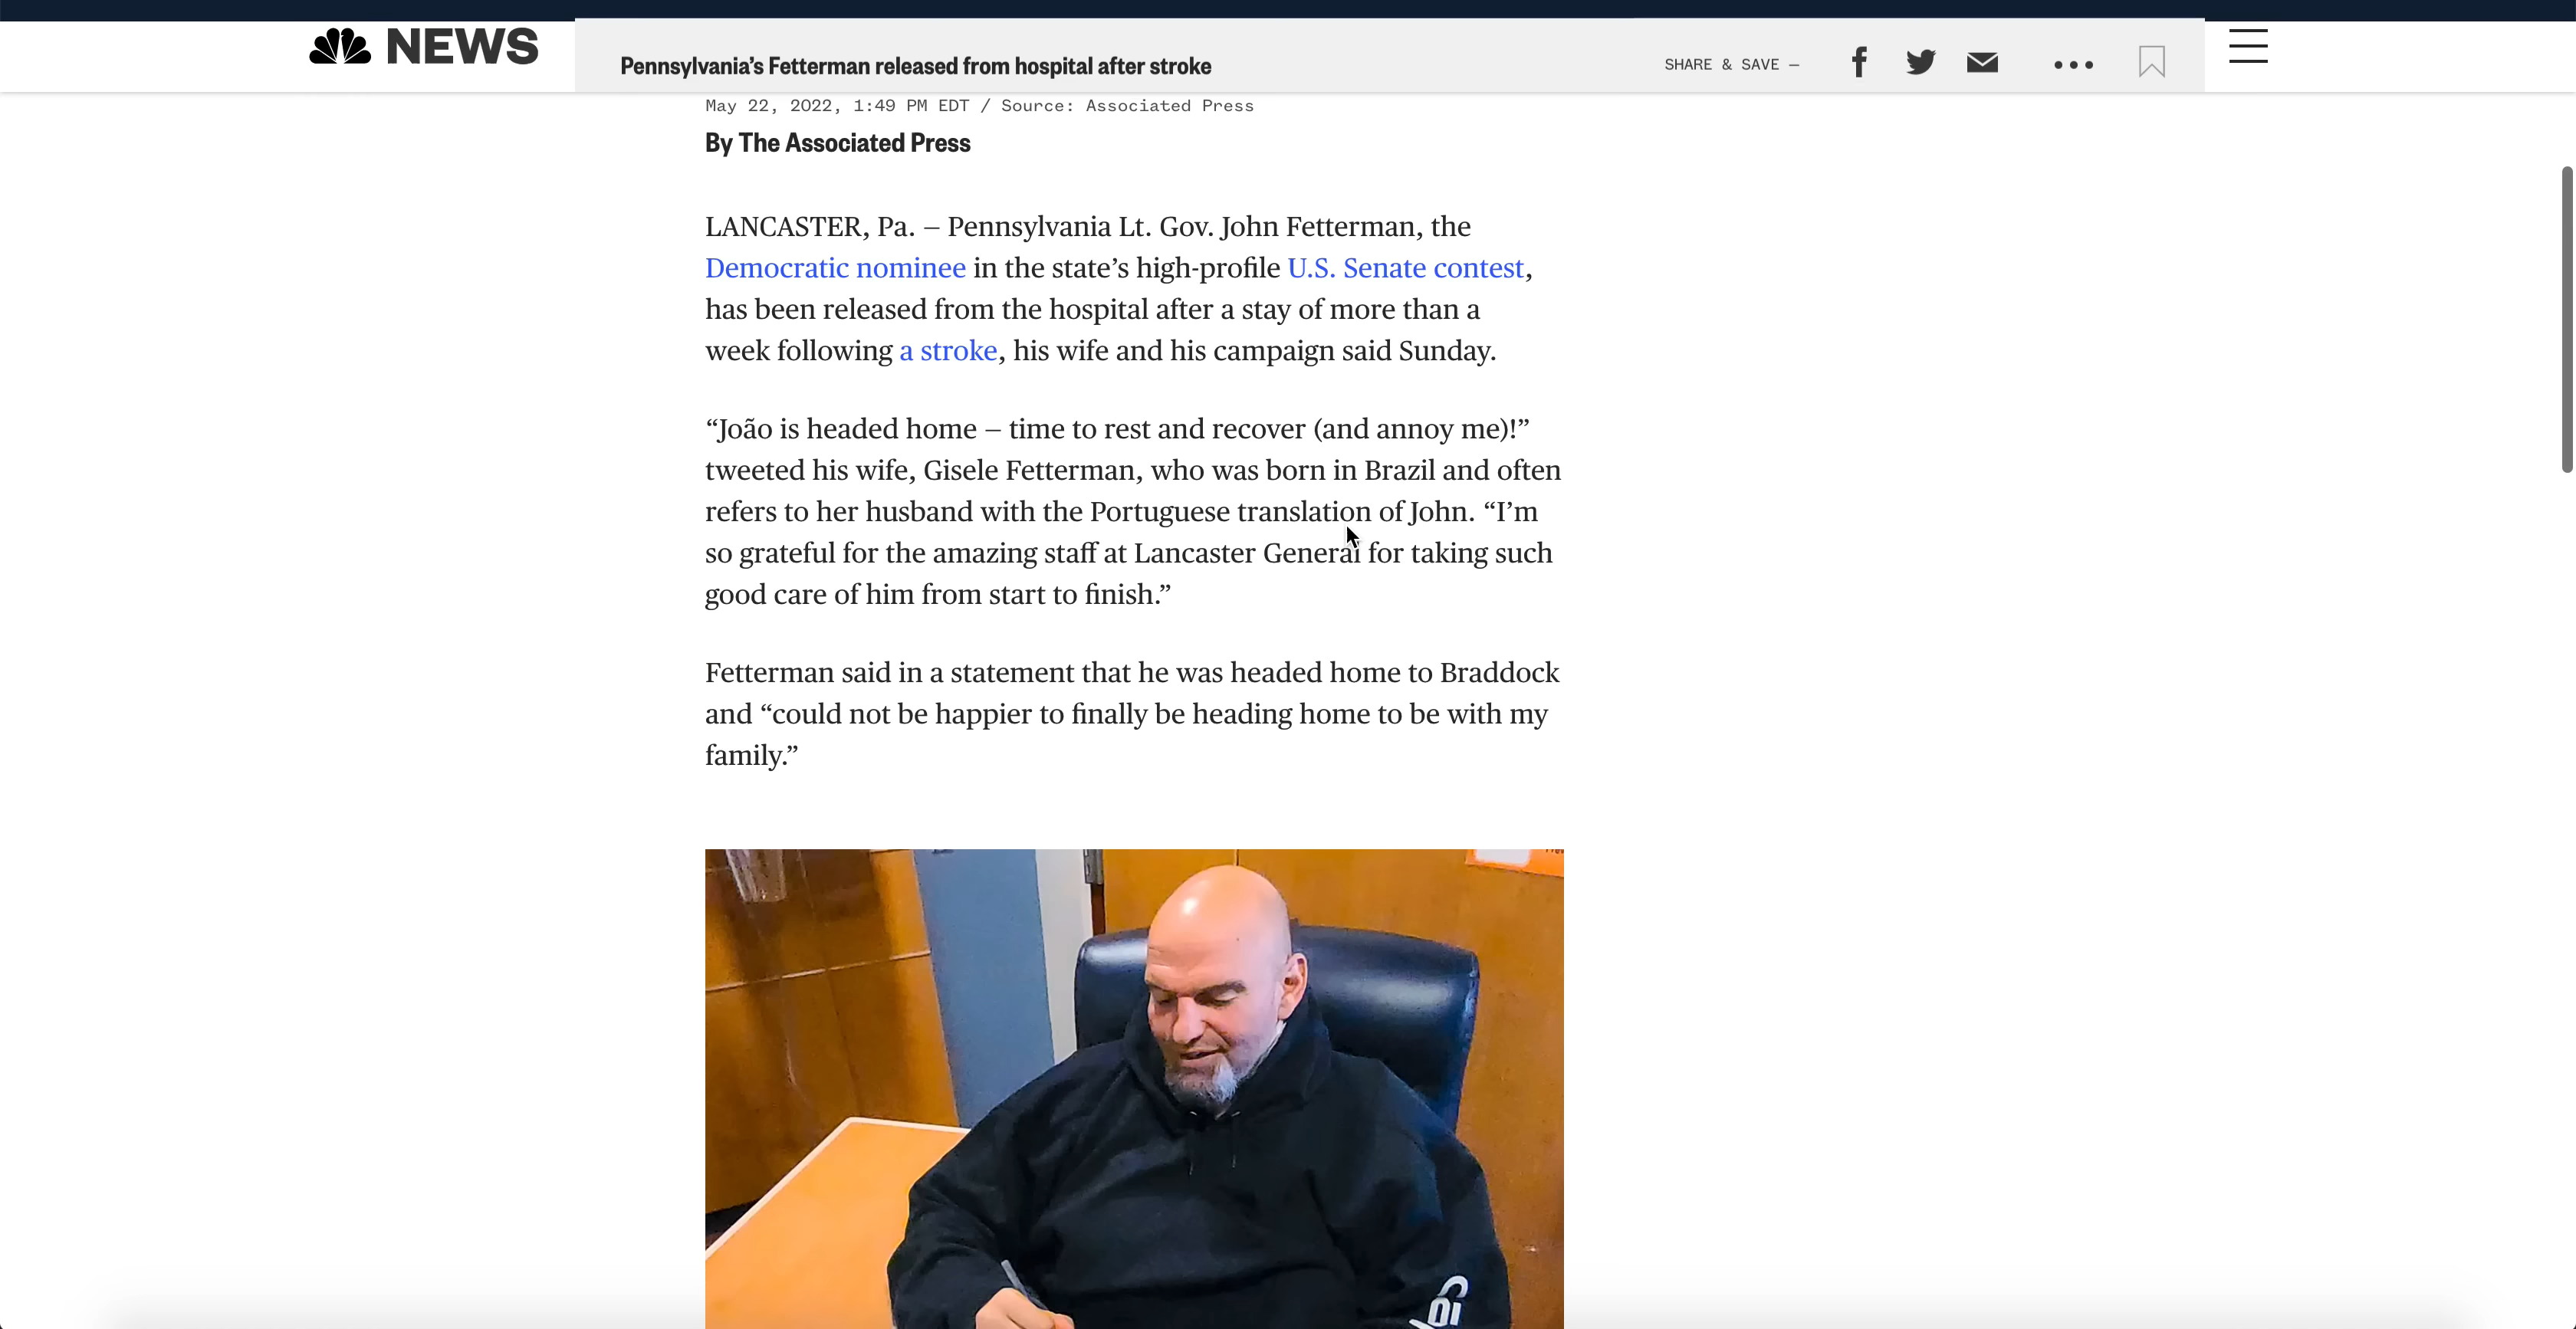 NEWS
Pennsylvania’s Fetterman released from hospital after stroke
SHARE & SAVE —
May 22, 2022, 1:49 PM EDT / Source: Associated Press
By The Associated Press
LANCASTER, Pa. — Pennsylvania Lt. Gov. John Fetterman, the
Democratic nominee in the state’s high-profile U.S. Senate contest,
has been released from the hospital after a stay of more than a
week following a stroke, his wife and his campaign said Sunday.
“João is headed home — time to rest and recover (and annoy me)!”
tweeted his wife, Gisele Fetterman, who was born in Brazil and often
refers to her husband with the Portuguese translation of John. “I’m
so grateful for the amazing staff at Lancaster General for taking such
good care of him from start to finish.”
Fetterman said in a statement that he was headed home to Braddock
and “could not be happier to finally be heading home to be with my
family.”